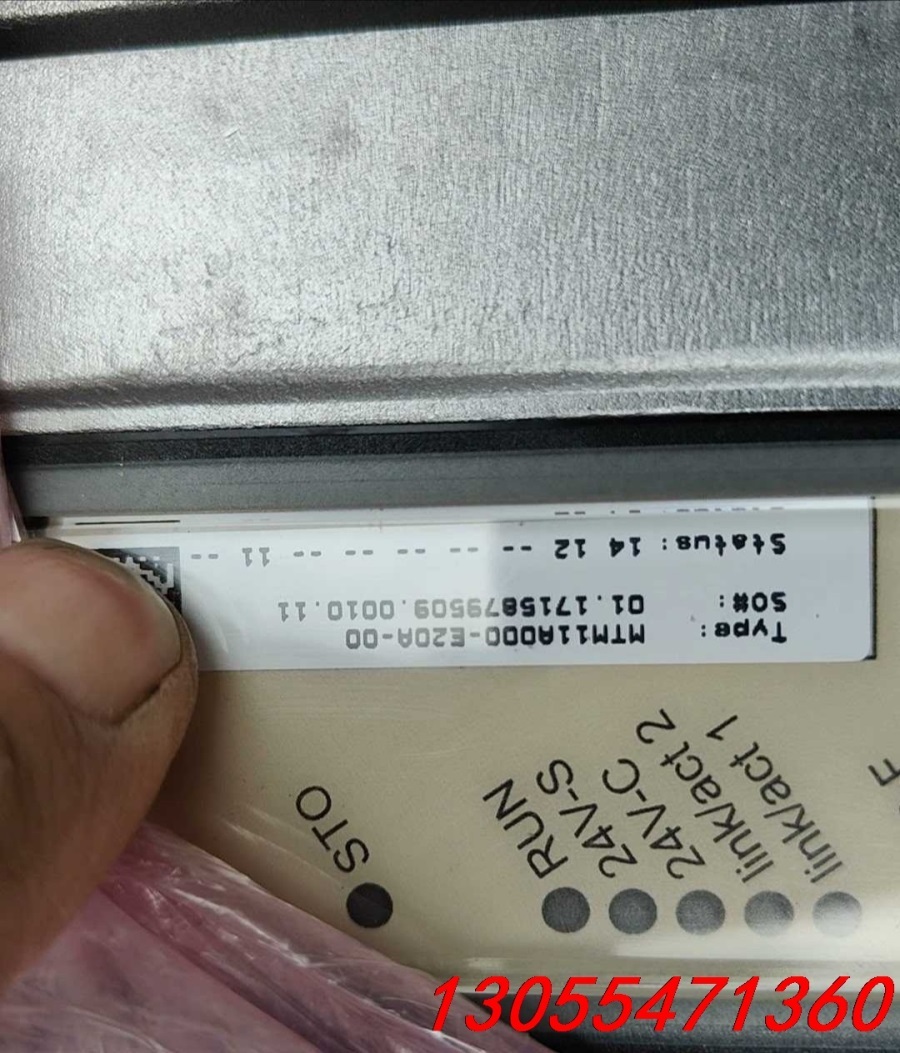 Type: MTM11A000-E20A-00
SO#: 01.1715879509.0010.11
Status: 14 12 -- -- -- -- -- 11 --
STO
RUN
24V-S
24V-C
link/act 2
link/act 1
13055471360